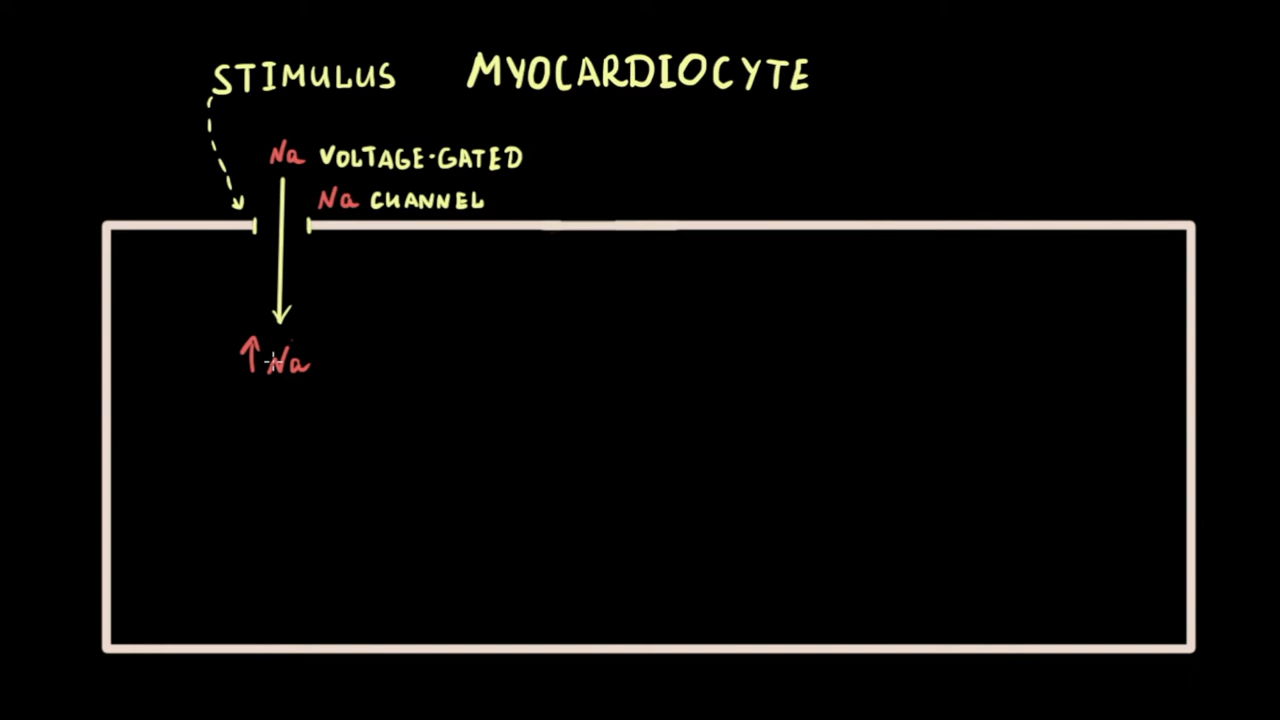 STIMULUS MYOCARDIOCYTE
Na VOLTAGE-GATED
Na CHANNEL
↑ Na